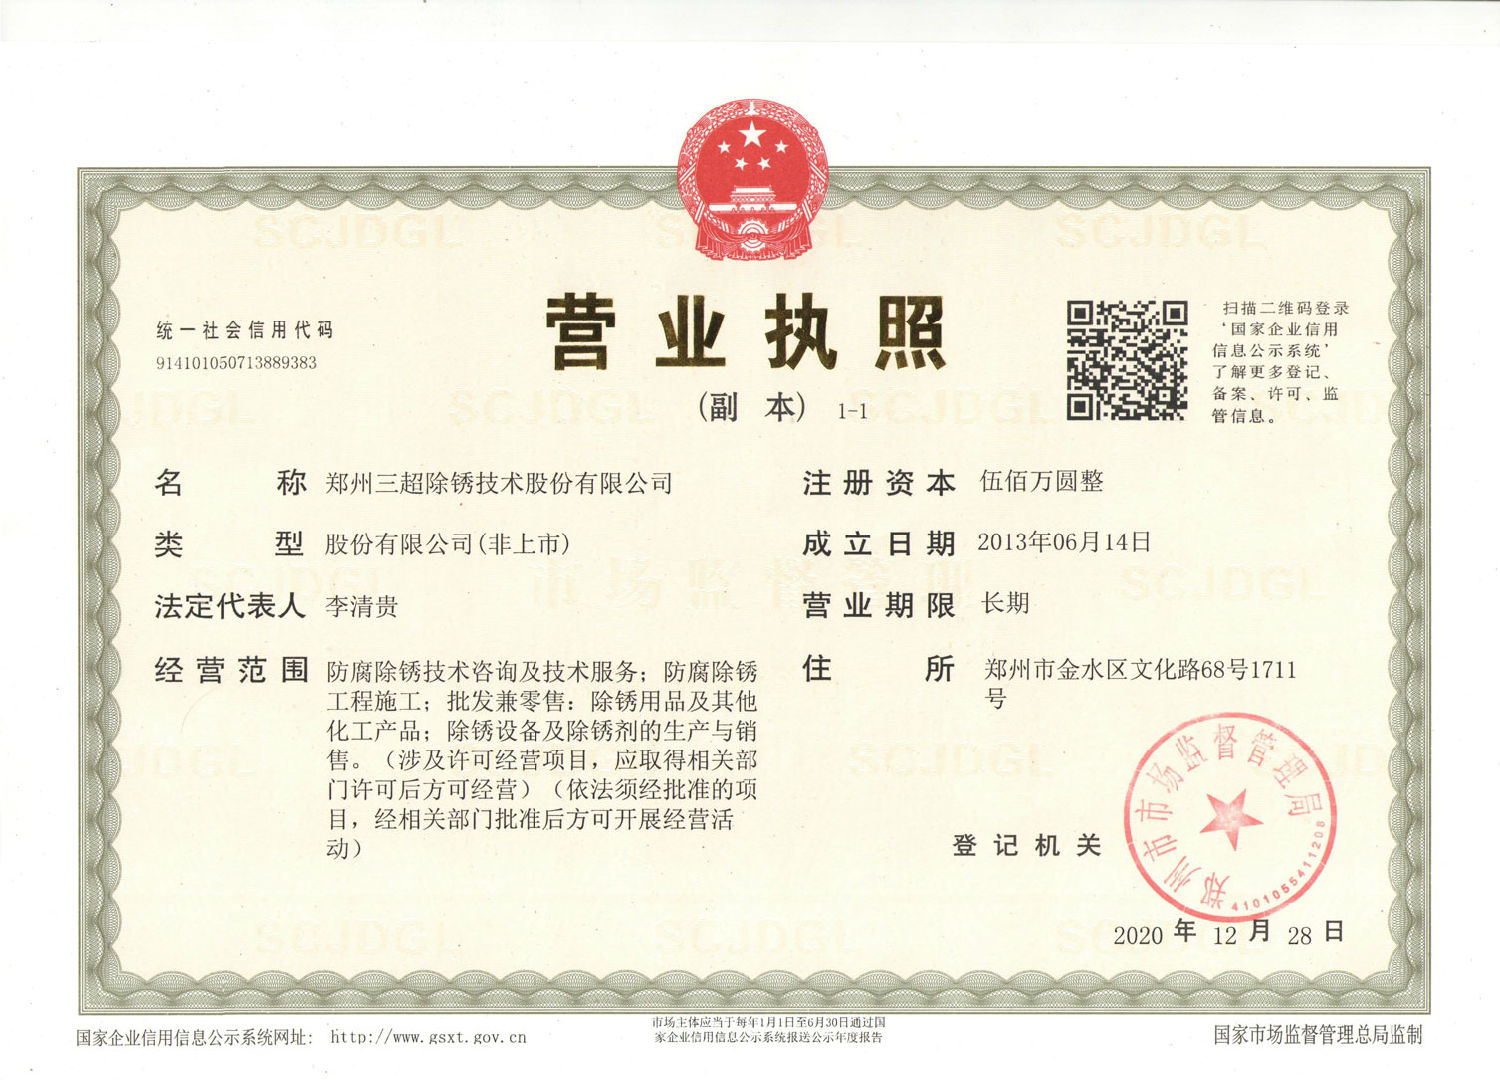 营业执照
(副 本) 1-1
统一社会信用代码
914101050713889383
扫描二维码登录
‘国家企业信用
信息公示系统’
了解更多登记、
备案、许可、监
管信息。
名 称 郑州三超除锈技术股份有限公司
类 型 股份有限公司(非上市)
法定代表人 李清贵
经营范围 防腐除锈技术咨询及技术服务；防腐除锈
工程施工；批发兼零售：除锈用品及其他
化工产品；除锈设备及除锈剂的生产与销
售。（涉及许可经营项目，应取得相关部
门许可后方可经营）（依法须经批准的项
目，经相关部门批准后方可开展经营活
动）
注册资本 伍佰万圆整
成立日期 2013年06月14日
营业期限 长期
住 所 郑州市金水区文化路68号1711
号
登记机关
郑州市市场监督管理局
4101055411208
2020 年 12 月 28 日
国家企业信用信息公示系统网址： http://www.gsxt.gov.cn
市场主体应当于每年1月1日至6月30日通过国
家企业信用信息公示系统报送公示年度报告
国家市场监督管理总局监制
SCJDGL
市场监督管理